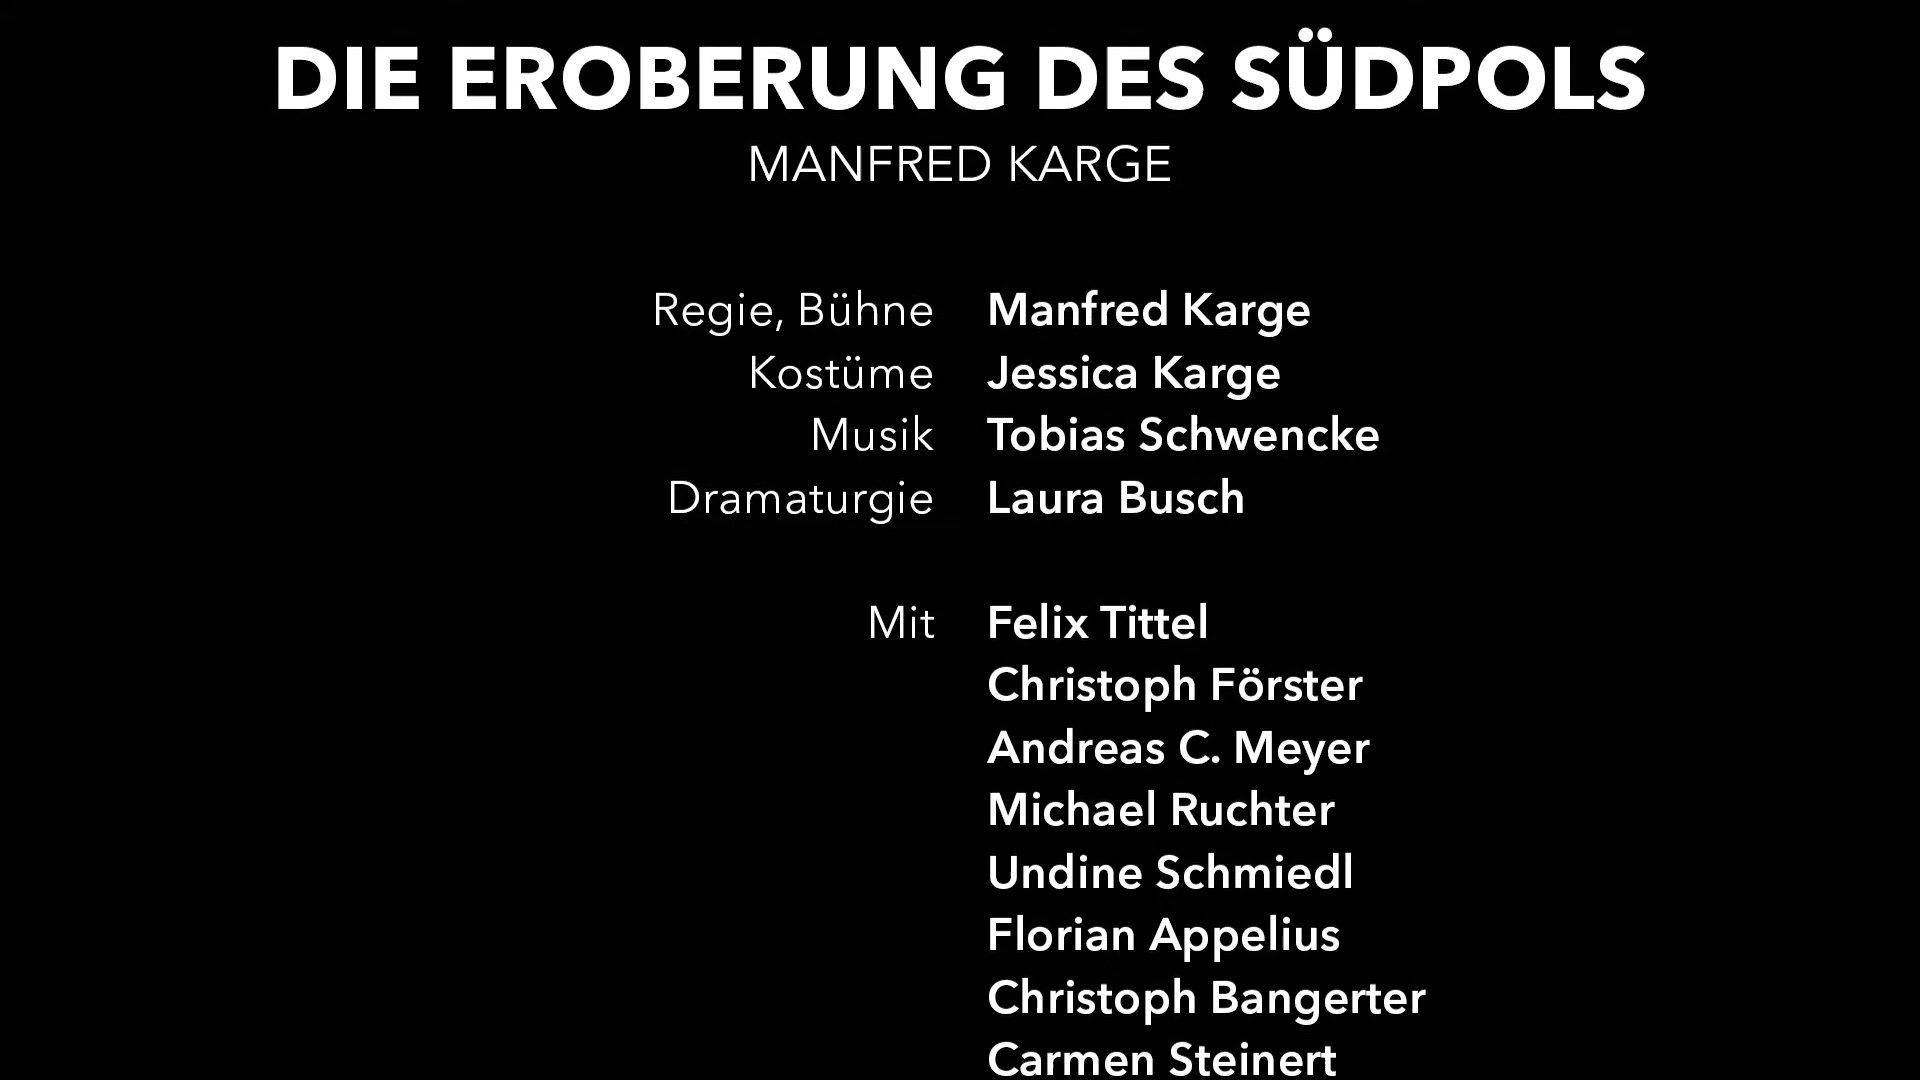 DIE EROBERUNG DES SÜDPOLS
MANFRED KARGE
Regie, Bühne Manfred Karge
Kostüme Jessica Karge
Musik Tobias Schwencke
Dramaturgie Laura Busch
Mit Felix Tittel
Christoph Förster
Andreas C. Meyer
Michael Ruchter
Undine Schmiedl
Florian Appelius
Christoph Bangerter
Carmen Steinert